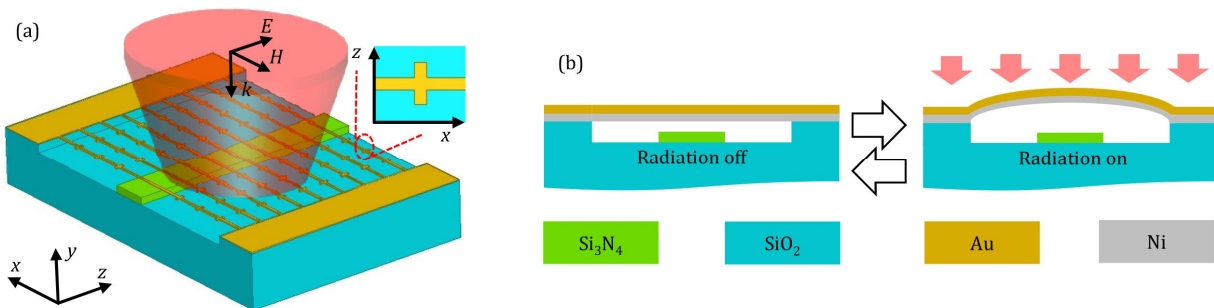 (a)
E
H
k
z
x
y
x
z
(b)
Radiation off
Radiation on
Si₃N₄
SiO₂
Au
Ni